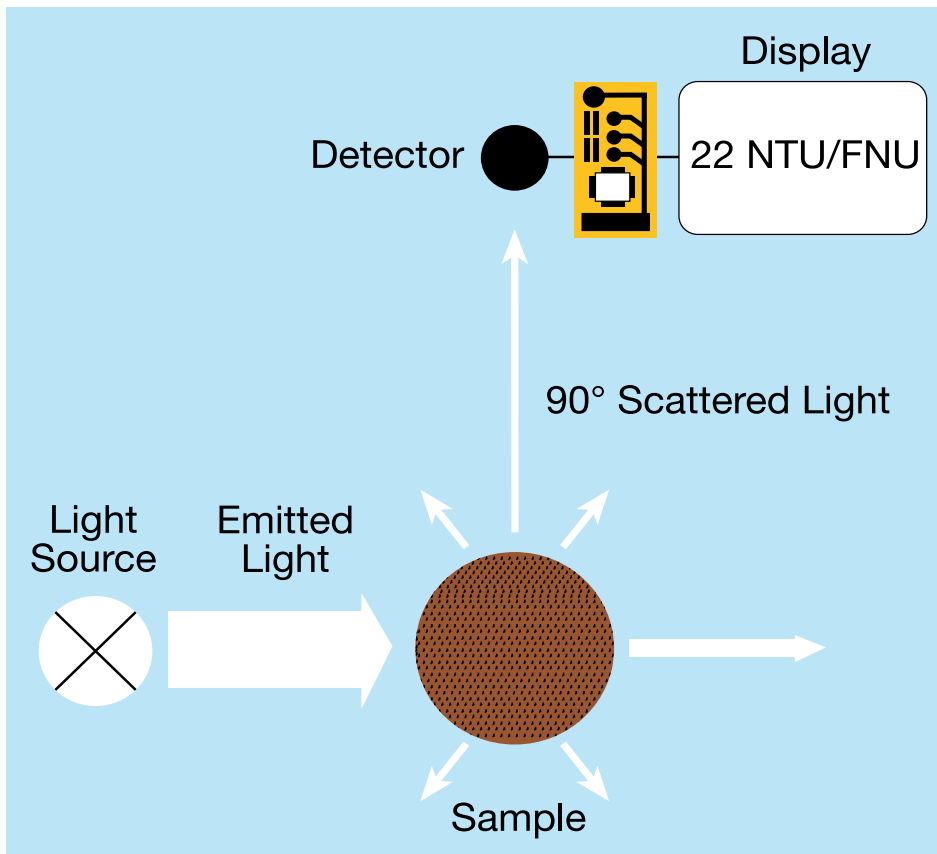 Display
Detector
22 NTU/FNU
90° Scattered Light
Light
Source
Emitted
Light
Sample